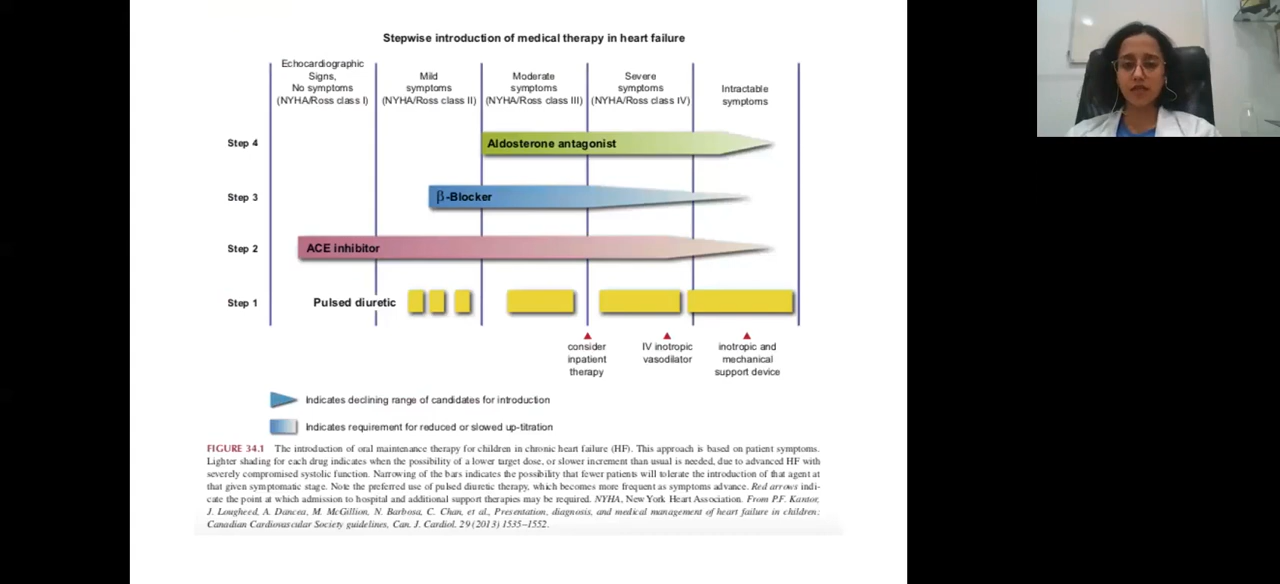 Stepwise introduction of medical therapy in heart failure
Echocardiographic
Signs,
No symptoms
(NYHA/Ross class I)
Mild
symptoms
(NYHA/Ross class II)
Moderate
symptoms
(NYHA/Ross class III)
Severe
symptoms
(NYHA/Ross class IV)
Intractable
symptoms
Step 4
Aldosterone antagonist
Step 3
β-Blocker
Step 2
ACE inhibitor
Step 1
Pulsed diuretic
consider
inpatient
therapy
IV inotropic
vasodilator
inotropic and
mechanical
support device
Indicates declining range of candidates for introduction
Indicates requirement for reduced or slowed up-titration
FIGURE 34.1 The introduction of oral maintenance therapy for children in chronic heart failure (HF). This approach is based on patient symptoms.
Lighter shading for each drug indicates when the possibility of a lower target dose, or slower increment than usual is needed, due to advanced HF with
severely compromised systolic function. Narrowing of the bars indicates the possibility that fewer patients will tolerate the introduction of that agent at
that given symptomatic stage. Note the preferred use of pulsed diuretic therapy, which becomes more frequent as symptoms advance. Red arrows indi-
cate the point at which admission to hospital and additional support therapies may be required. NYHA, New York Heart Association. From P.F. Kantor,
J. Lougheed, A. Dancea, M. McGillion, N. Barbosa, C. Chan, et al., Presentation, diagnosis, and medical management of heart failure in children:
Canadian Cardiovascular Society guidelines, Can. J. Cardiol. 29 (2013) 1535–1552.